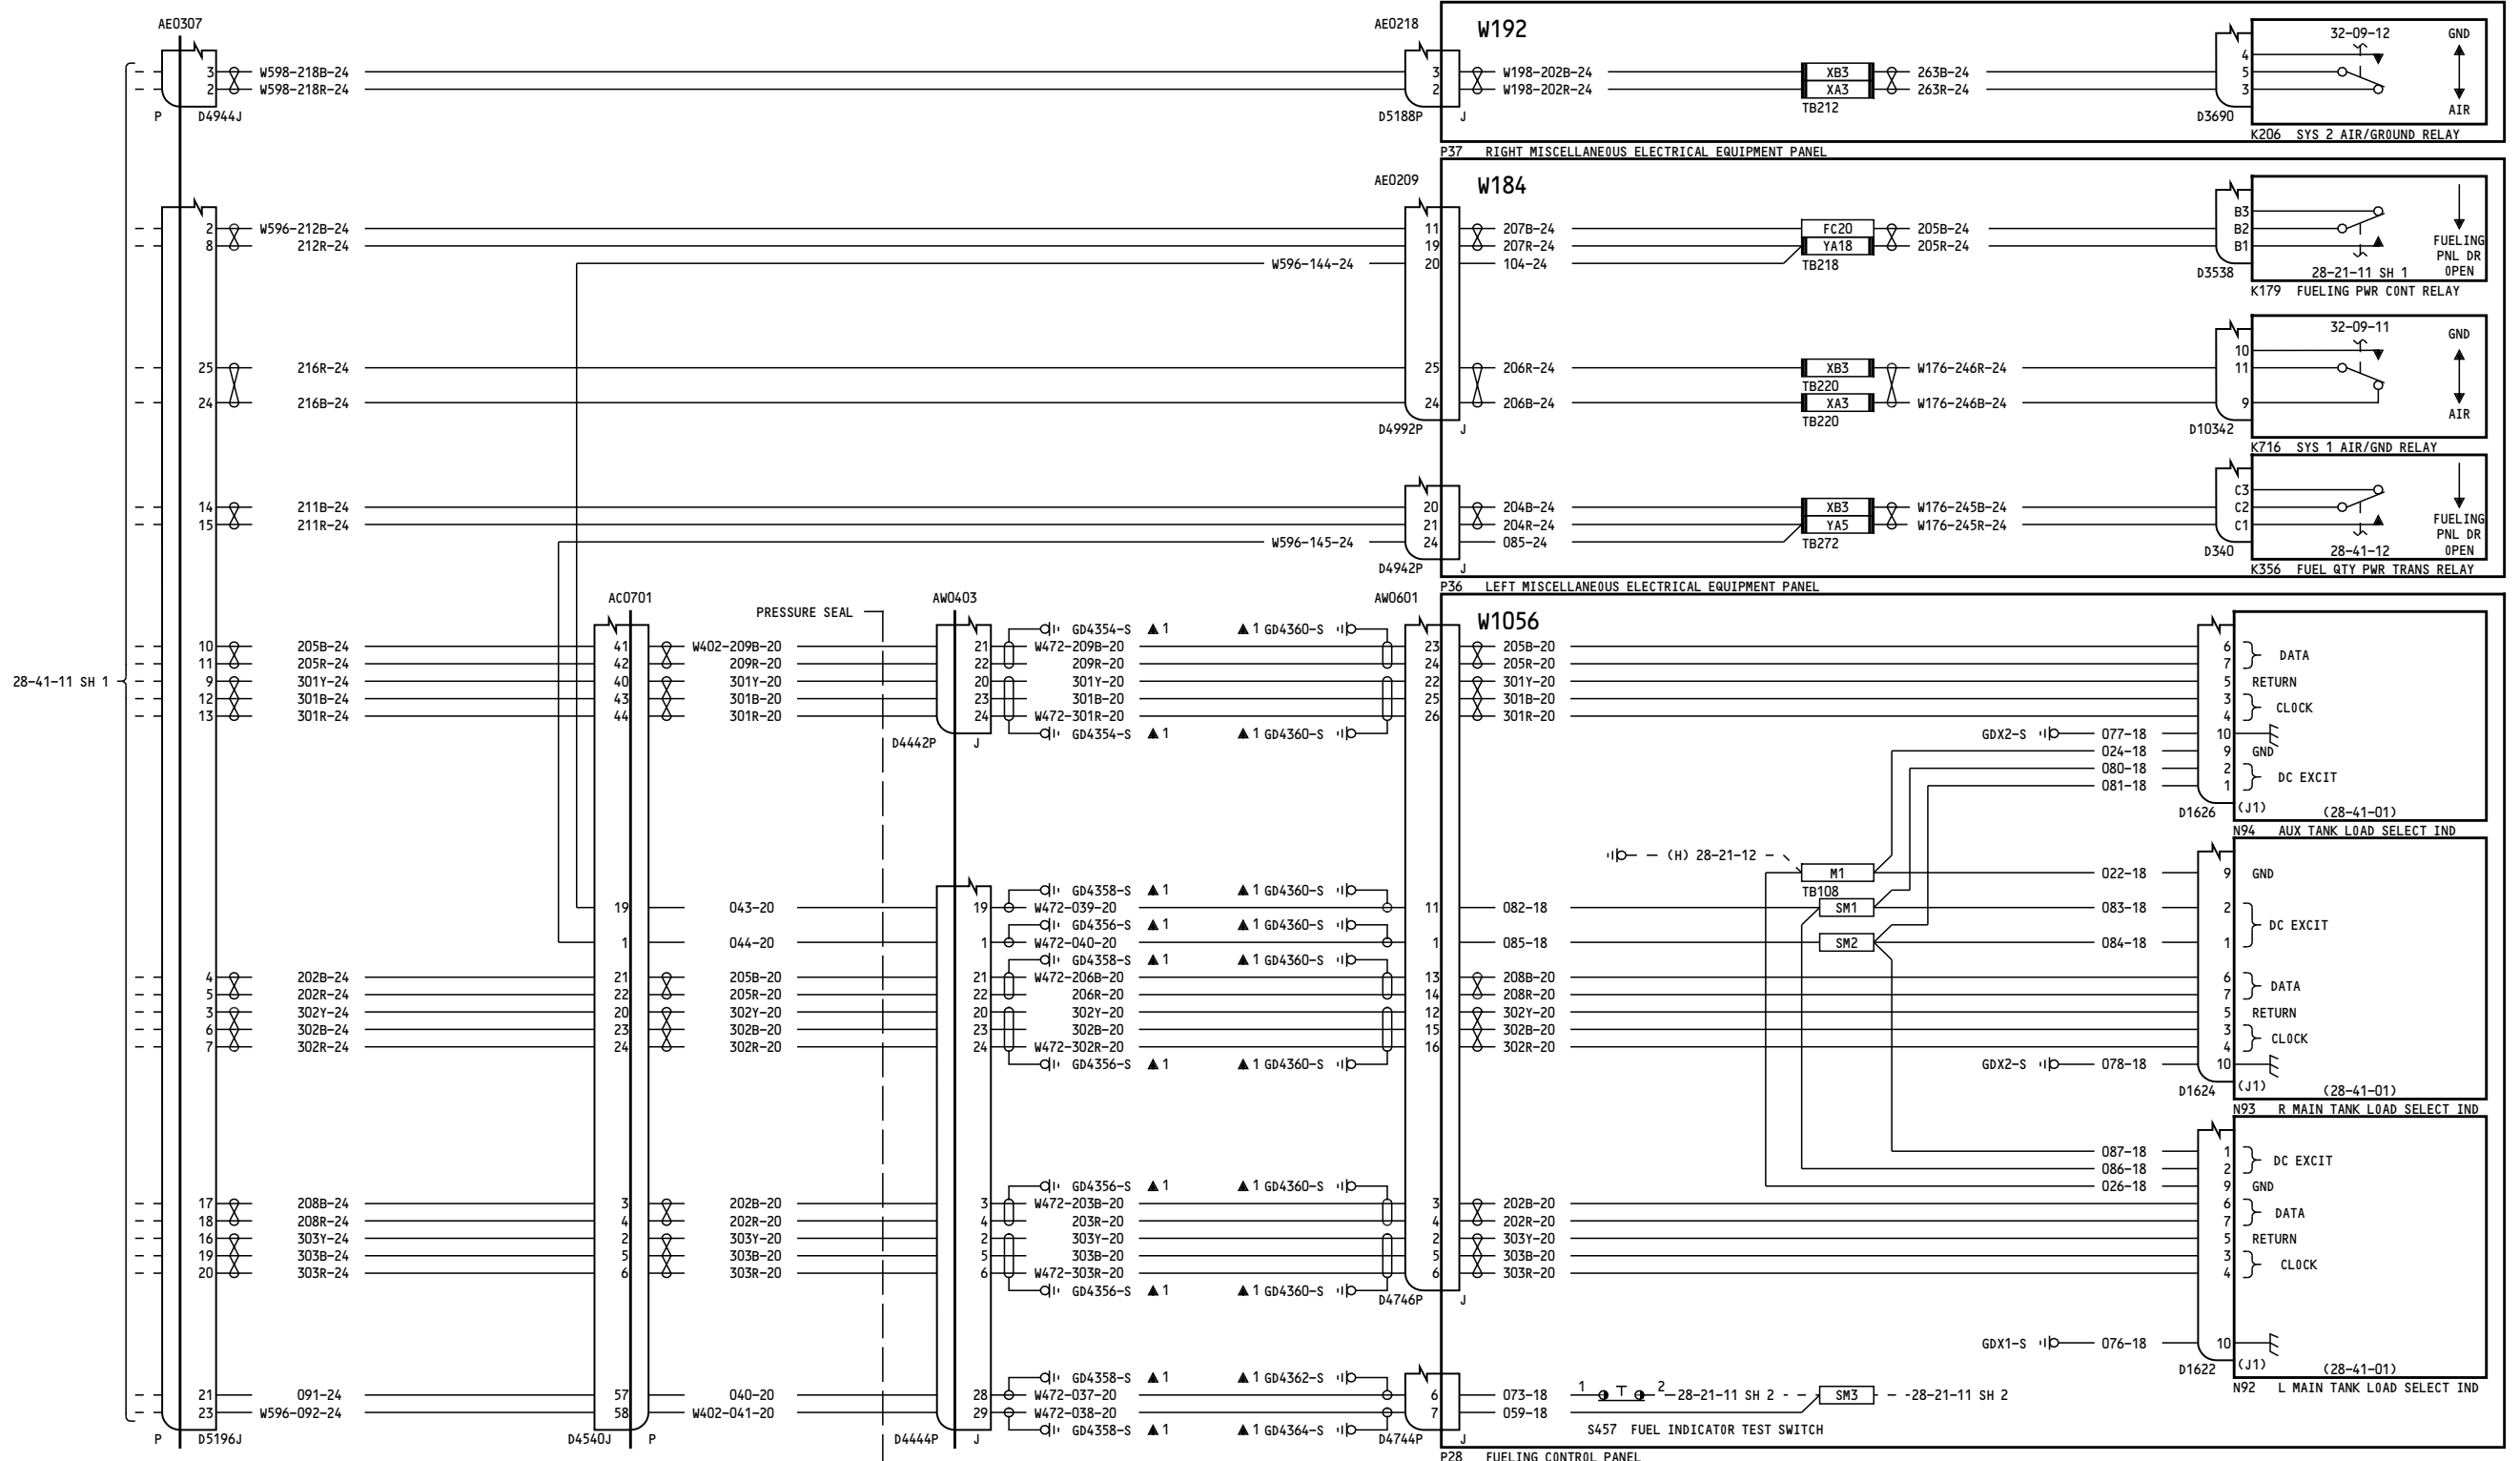 AE0307
AE0218
W192
32-09-12
GND
4
3 W598-218B-24
3 W198-202B-24 XB3 263B-24 5
2 W598-218R-24
2 W198-202R-24 XA3 263R-24 3
TB212
AIR
P D4944J
D5188P J
D3690
K206 SYS 2 AIR/GROUND RELAY
P37 RIGHT MISCELLANEOUS ELECTRICAL EQUIPMENT PANEL
AE0209
W184
B3
2 W596-212B-24 11 207B-24 FC20 205B-24 B2
8 212R-24 19 207R-24 YA18 205R-24 B1
FUELING
PNL DR
OPEN
W596-144-24 20 104-24 TB218
D3538
28-21-11 SH 1
K179 FUELING PWR CONT RELAY
32-09-11
GND
10
25 216R-24 25 206R-24 XB3 W176-246R-24 11
TB220
24 216B-24 24 206B-24 XA3 W176-246B-24 9
AIR
TB220
D4992P J
D10342
K716 SYS 1 AIR/GND RELAY
C3
14 211B-24 20 204B-24 XB3 W176-245B-24 C2
15 211R-24 21 204R-24 YA5 W176-245R-24 C1
FUELING
PNL DR
OPEN
W596-145-24 24 085-24 TB272
D340
28-41-12
D4942P J
K356 FUEL QTY PWR TRANS RELAY
P36 LEFT MISCELLANEOUS ELECTRICAL EQUIPMENT PANEL
AC0701
AW0403
AW0601
PRESSURE SEAL
W1056
GD4354-S 1 1 GD4360-S
10 205B-24 41 W402-209B-20 21 W472-209B-20 23 205B-20 6
11 205R-24 42 209R-20 22 209R-20 24 205R-20 7
DATA
28-41-11 SH 1
9 301Y-24 40 301Y-20 20 301Y-20 22 301Y-20 5 RETURN
12 301B-24 43 301B-20 23 301B-20 25 301B-20 3
13 301R-24 44 301R-20 24 W472-301R-20 26 301R-20 4
CLOCK
GD4354-S 1 1 GD4360-S
GDX2-S 077-18 10
D4442P J
024-18 9 GND
080-18 2
081-18 1
DC EXCIT
D1626 (J1) (28-41-01)
N94 AUX TANK LOAD SELECT IND
(H) 28-21-12
M1 022-18 9 GND
TB108
GD4358-S 1 1 GD4360-S
19 043-20 19 W472-039-20 11 082-18 SM1 083-18 2
GD4356-S 1 1 GD4360-S
DC EXCIT
1 044-20 1 W472-040-20 1 085-18 SM2 084-18 1
GD4358-S 1 1 GD4360-S
4 202B-24 21 205B-20 21 W472-206B-20 13 208B-20 6
5 202R-24 22 205R-20 22 206R-20 14 208R-20 7
DATA
3 302Y-24 20 302Y-20 20 302Y-20 12 302Y-20 5 RETURN
6 302B-24 23 302B-20 23 302B-20 15 302B-20 3
7 302R-24 24 302R-20 24 W472-302R-20 16 302R-20 4
CLOCK
GD4356-S 1 1 GD4360-S
GDX2-S 078-18 10
D1624 (J1) (28-41-01)
N93 R MAIN TANK LOAD SELECT IND
087-18 1
086-18 2
DC EXCIT
GD4356-S 1 1 GD4360-S
026-18 9 GND
17 208B-24 3 202B-20 3 W472-203B-20 3 202B-20 6
18 208R-24 4 202R-20 4 203R-20 4 202R-20 7
DATA
16 303Y-24 2 303Y-20 2 303Y-20 2 303Y-20 5 RETURN
19 303B-24 5 303B-20 5 303B-20 5 303B-20 3
20 303R-24 6 303R-20 6 W472-303R-20 6 303R-20 4
CLOCK
GD4356-S 1 1 GD4360-S
D4746P J
GDX1-S 076-18 10
D1622 (J1) (28-41-01)
N92 L MAIN TANK LOAD SELECT IND
GD4358-S 1 1 GD4362-S
21 091-24 57 040-20 28 W472-037-20 6 073-18 1 T 2 28-21-11 SH 2 SM3 28-21-11 SH 2
23 W596-092-24 58 W402-041-20 29 W472-038-20 7 059-18
GD4358-S 1 1 GD4364-S
S457 FUEL INDICATOR TEST SWITCH
P D5196J
D4540J P
D4444P J
D4744P J
P28 FUELING CONTROL PANEL